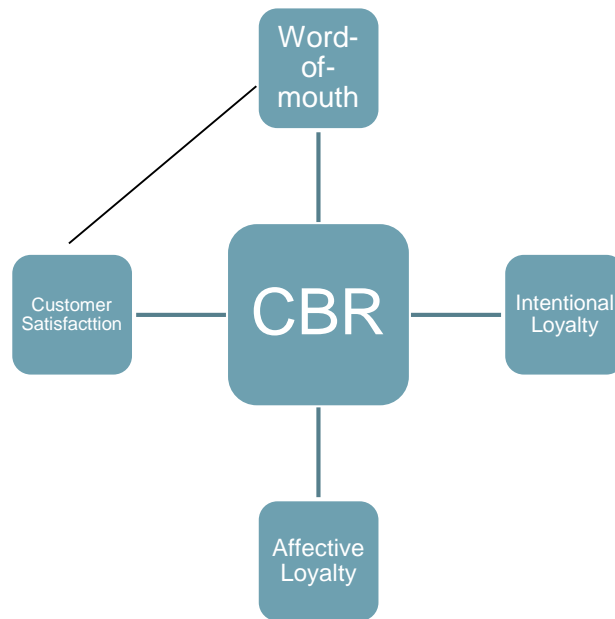 Word-
of-
mouth
Customer
Satisfacttion
CBR
Intentional
Loyalty
Affective
Loyalty